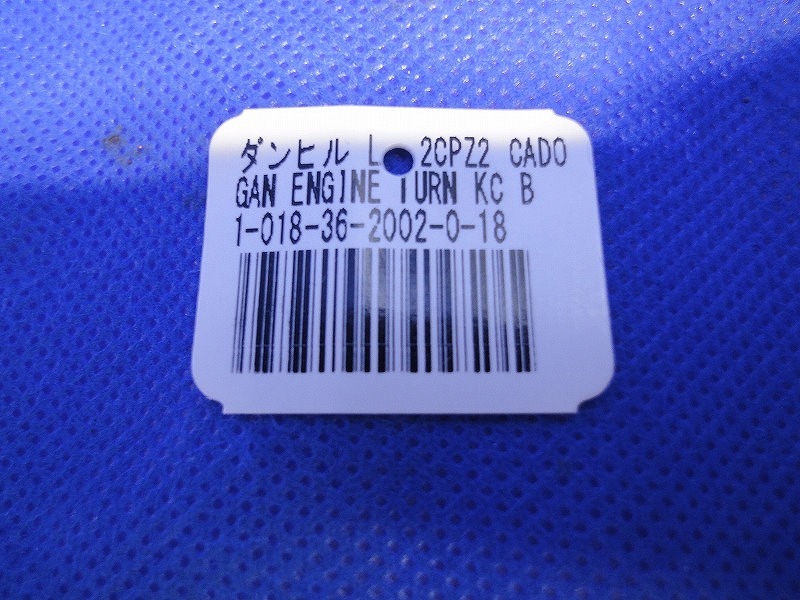 ダンヒル L 2CPZ2 CADO
GAN ENGINE TURN KC B
1-018-36-2002-0-18